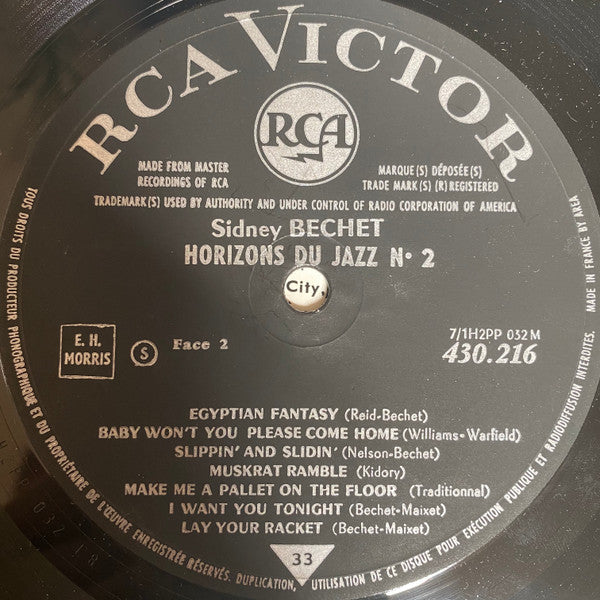 RCA VICTOR
RCA
MADE FROM MASTER
RECORDINGS OF RCA
MARQUE(S) DÉPOSÉE(S)
TRADE MARK(S) (R) REGISTERED
TRADEMARK(S) USED BY AUTHORITY AND UNDER CONTROL OF RADIO CORPORATION OF AMERICA
Sidney BECHET
HORIZONS DU JAZZ N• 2
City,
E. H.
MORRIS
S
Face 2
7/1H2PP 032 M
430.216
EGYPTIAN FANTASY (Reid-Bechet)
BABY WON'T YOU PLEASE COME HOME (Williams-Warfield)
SLIPPIN' AND SLIDIN' (Nelson-Bechet)
MUSKRAT RAMBLE (Kidory)
MAKE ME A PALLET ON THE FLOOR (Traditionnal)
I WANT YOU TONIGHT (Bechet-Maixet)
LAY YOUR RACKET (Bechet-Maixet)
33
TOUS DROITS DU PRODUCTEUR PHONOGRAPHIQUE ET DU PROPRIÉTAIRE DE L'ŒUVRE ENREGISTRÉE RÉSERVÉS. DUPLICATION, UTILISATION DE CE DISQUE POUR EXÉCUTION PUBLIQUE ET RADIODIFFUSION INTERDITES. MADE IN FRANCE BY AREA